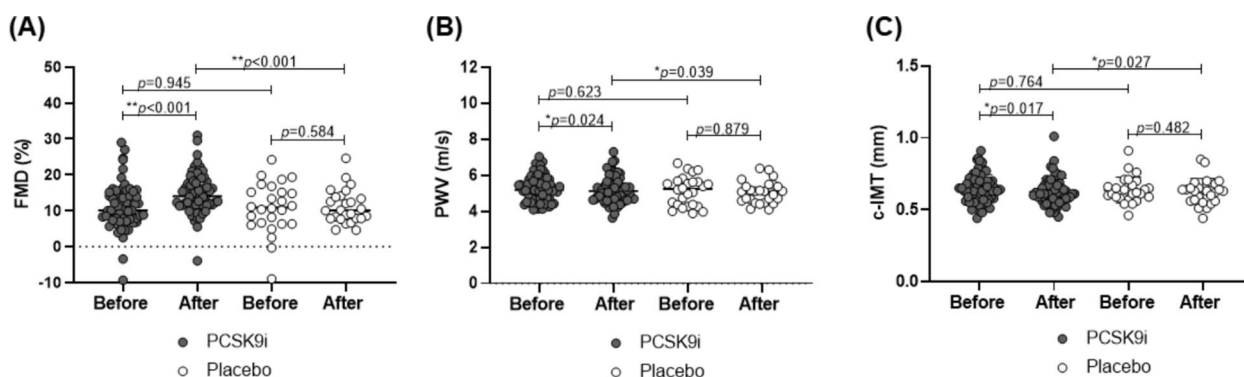 (A)
FMD (%)
50
40
30
20
10
0
-10
**p<0.001
p=0.945
**p<0.001
p=0.584
Before After Before After
PCSK9i
Placebo
(B)
PWV (m/s)
12
10
8
6
4
2
0
*p=0.039
p=0.623
*p=0.024
p=0.879
Before After Before After
PCSK9i
Placebo
(C)
c-IMT (mm)
1.5
1.0
0.5
0.0
*p=0.027
p=0.764
*p=0.017
p=0.482
Before After Before After
PCSK9i
Placebo